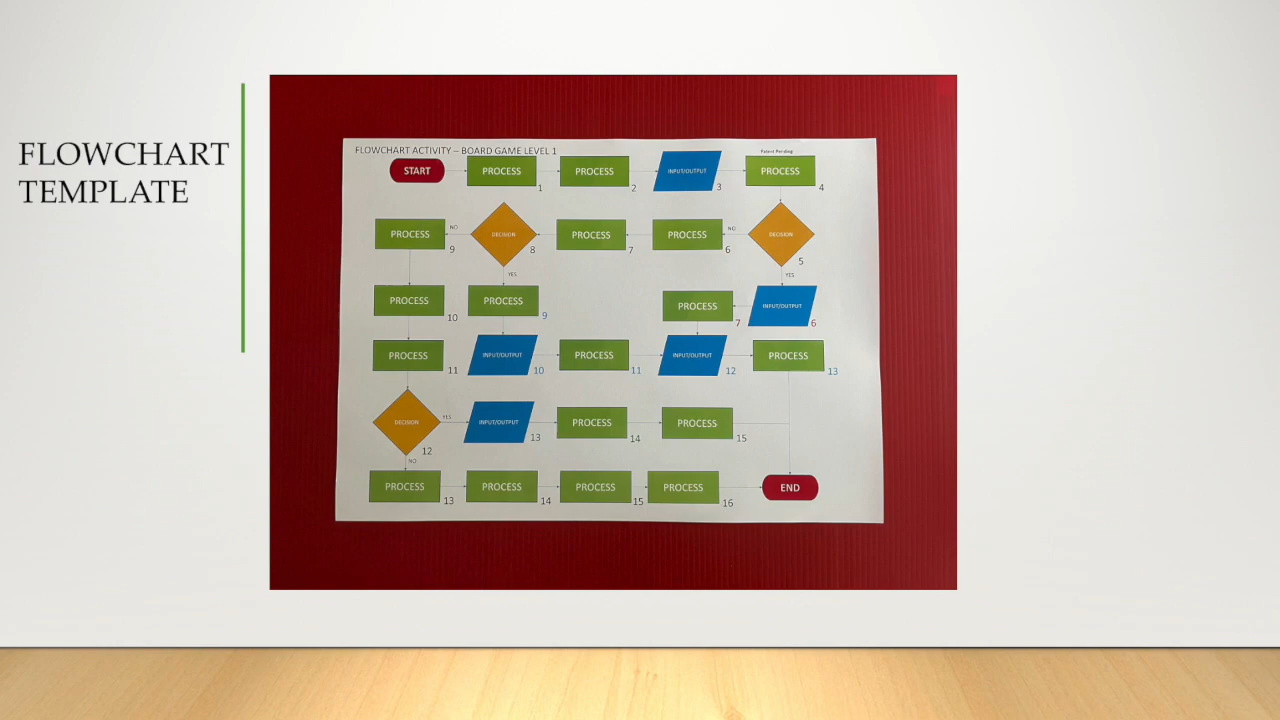 FLOWCHART
TEMPLATE
FLOWCHART ACTIVITY – BOARD GAME LEVEL 1
Patent Pending
START
PROCESS
1
PROCESS
2
INPUT/OUTPUT
3
PROCESS
4
PROCESS
9
NO
DECISION
8
PROCESS
7
PROCESS
6
NO
DECISION
5
YES
YES
PROCESS
10
PROCESS
9
PROCESS
7
INPUT/OUTPUT
6
PROCESS
11
INPUT/OUTPUT
10
PROCESS
11
INPUT/OUTPUT
12
PROCESS
13
DECISION
12
YES
INPUT/OUTPUT
13
PROCESS
14
PROCESS
15
NO
PROCESS
13
PROCESS
14
PROCESS
15
PROCESS
16
END